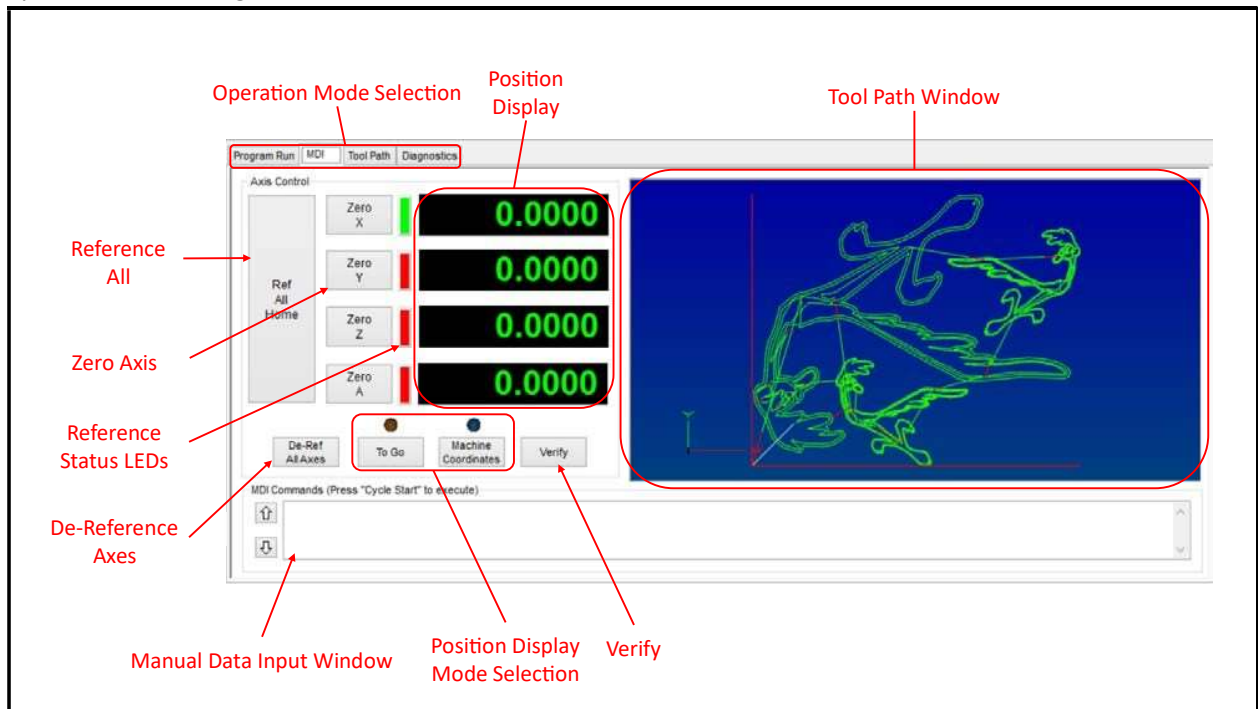 Operation Mode Selection
Position
Display
Tool Path Window
Program Run MDI Tool Path Diagnostics
Axis Control
Zero
X
0.0000
Reference
All
Zero
Y
0.0000
Ref
All
Home
Zero
Z
0.0000
Zero Axis
Zero
A
0.0000
Reference
Status LEDs
De-Ref
All Axes
To Go
Machine
Coordinates
Verify
MDI Commands (Press "Cycle Start" to execute)
De-Reference
Axes
Manual Data Input Window
Position Display
Mode Selection
Verify